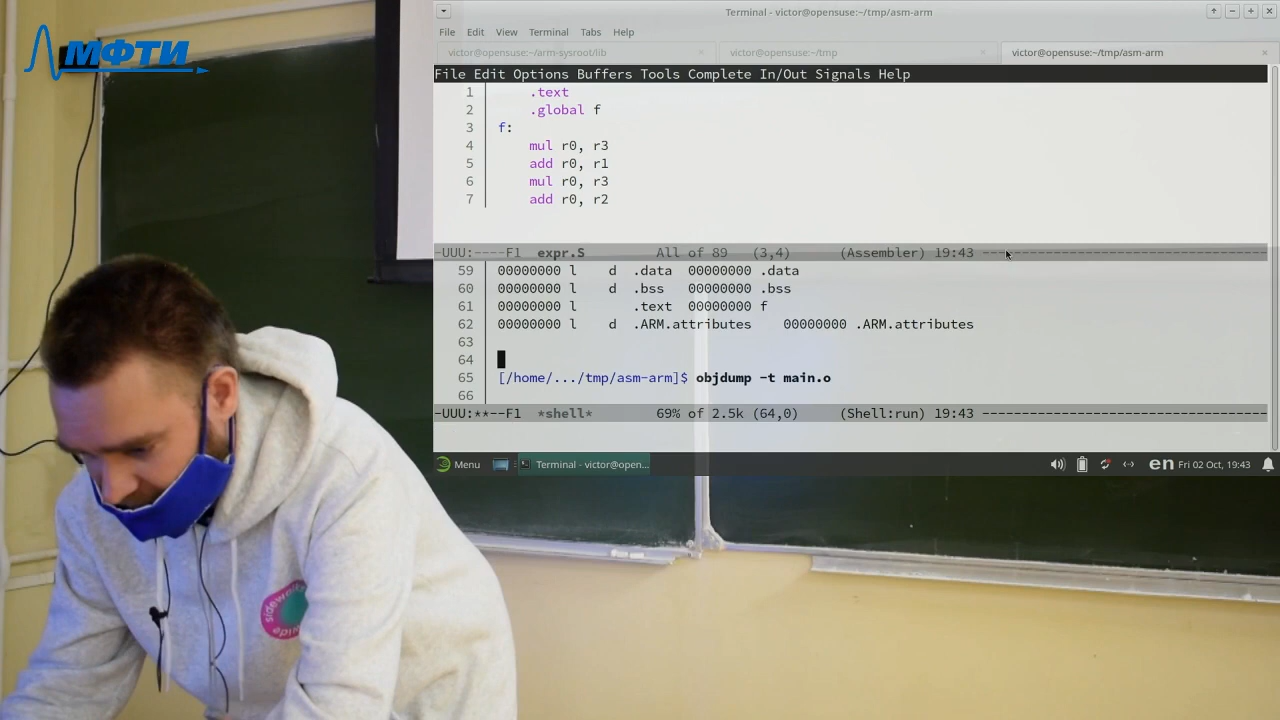 МФТИ
Terminal - victor@opensuse:~/tmp/asm-arm
File Edit View Terminal Tabs Help
victor@opensuse:~/arm-sysroot/lib victor@opensuse:~/tmp victor@opensuse:~/tmp/asm-arm
File Edit Options Buffers Tools Complete In/Out Signals Help
1 .text
2 .global f
3 f:
4 mul r0, r3
5 add r0, r1
6 mul r0, r3
7 add r0, r2
-UUU:----F1 expr.S All of 89 (3,4) (Assembler) 19:43
59 00000000 l d .data 00000000 .data
60 00000000 l d .bss 00000000 .bss
61 00000000 l .text 00000000 f
62 00000000 l d .ARM.attributes 00000000 .ARM.attributes
63
64
65 [/home/.../tmp/asm-arm]$ objdump -t main.o
66
-UUU:**--F1 *shell* 69% of 2.5k (64,0) (Shell:run) 19:43
Menu Terminal - victor@open... en Fri 02 Oct, 19:43